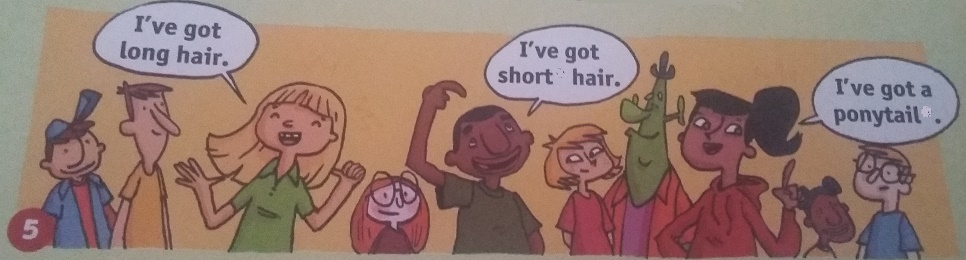 I've got
long hair.
I've got
short hair.
I've got a
ponytail.
5